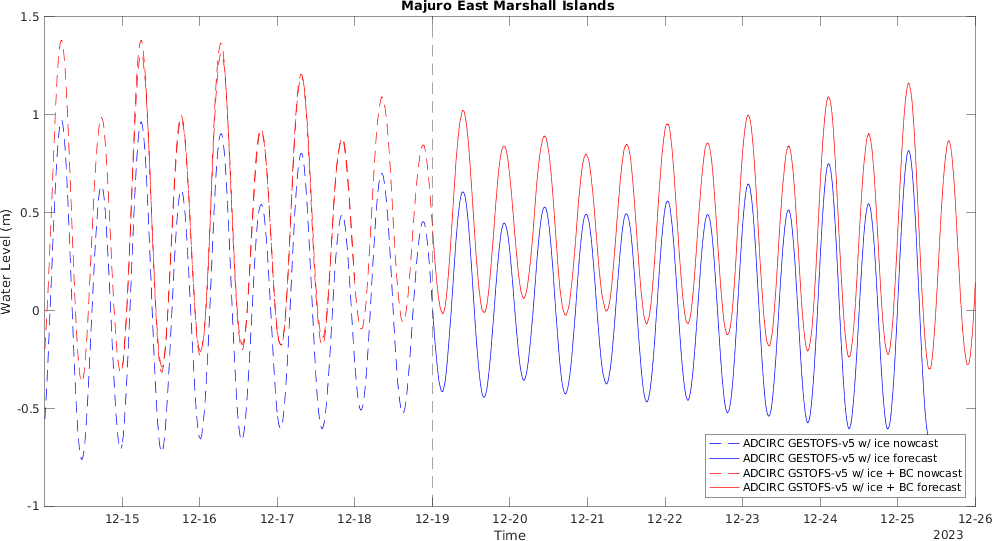 Majuro East Marshall Islands
1.5
1
0.5
0
-0.5
-1
Water Level (m)
ADCIRC GESTOFS-v5 w/ ice nowcast
ADCIRC GESTOFS-v5 w/ ice forecast
ADCIRC GSTOFS-v5 w/ ice + BC nowcast
ADCIRC GSTOFS-v5 w/ ice + BC forecast
12-15 12-16 12-17 12-18 12-19 12-20 12-21 12-22 12-23 12-24 12-25 12-26
Time
2023